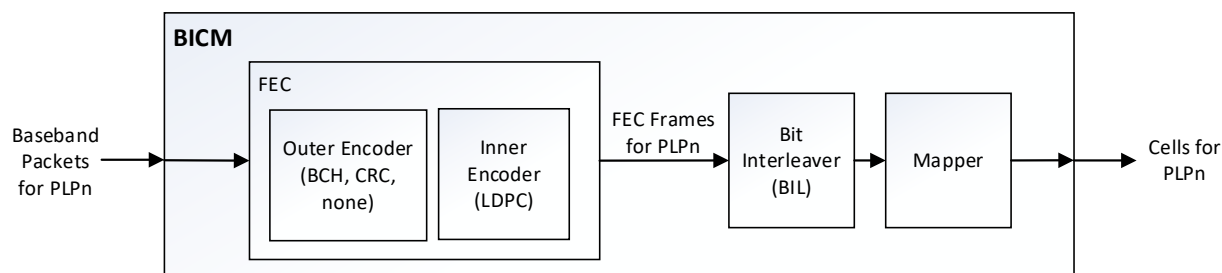 BICM
FEC
Baseband
Packets
for PLPn
Outer Encoder
(BCH, CRC,
none)
Inner
Encoder
(LDPC)
FEC Frames
for PLPn
Bit
Interleaver
(BIL)
Mapper
Cells for
PLPn